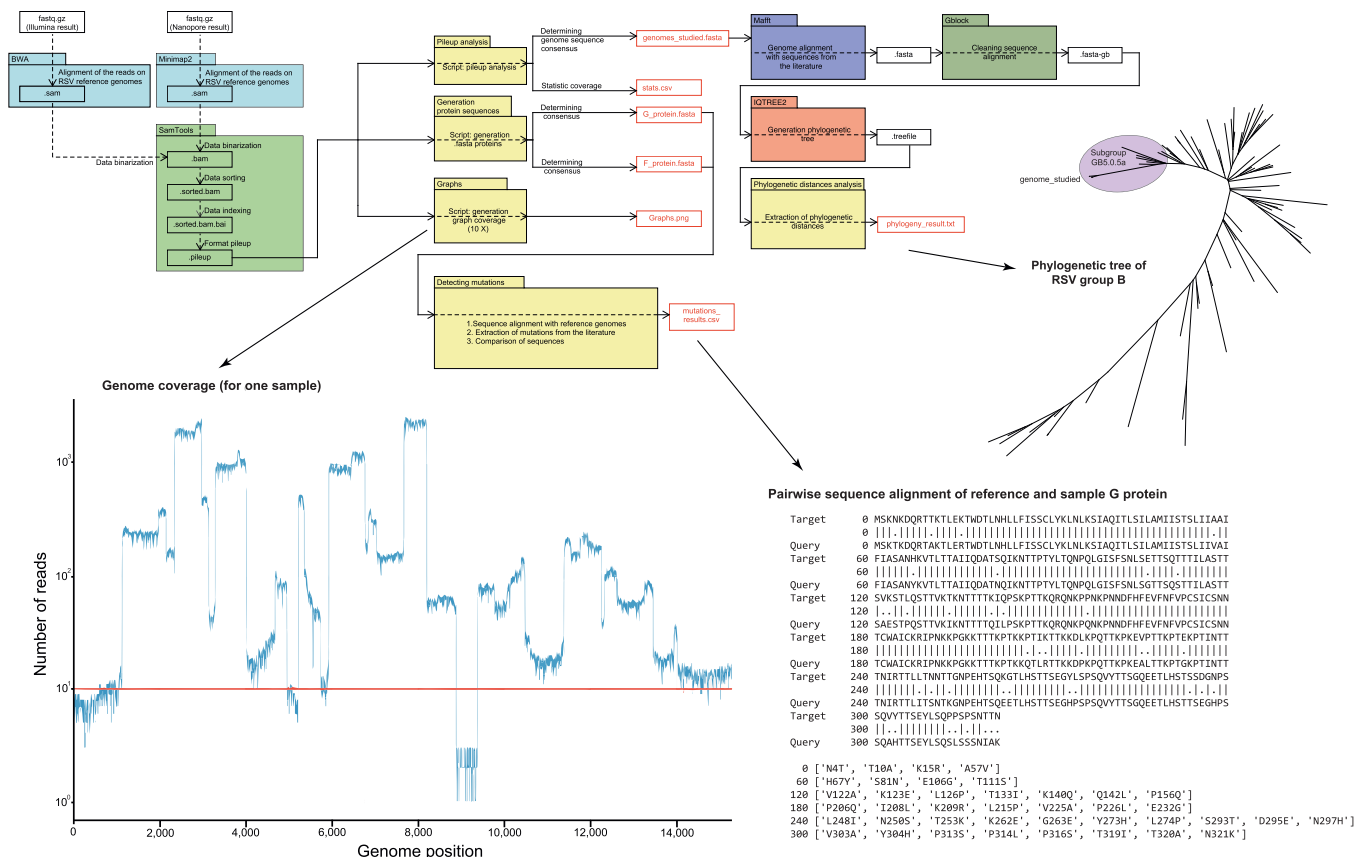 fastq.gz
(Illumina result)
fastq.gz
(Nanopore result)
BWA
Alignment of the reads on
RSV reference genomes
.sam
Minimap2
Alignment of the reads on
RSV reference genomes
.sam
SamTools
Data binarization
Data binarization
.bam
Data sorting
.sorted.bam
Data indexing
.sorted.bam.bai
Format pileup
.pileup
Pileup analysis
Script: pileup analysis
Determining
genome sequence
consensus
genomes_studied.fasta
Statistic coverage
stats.csv
Generation
protein sequences
Script: generation
.fasta proteins
Determining
consensus
G_protein.fasta
Determining
consensus
F_protein.fasta
Graphs
Script: generation
graph coverage
(10 X)
Graphs.png
Detecting mutations
1.Sequence alignment with reference genomes
2. Extraction of mutations from the literature
3. Comparison of sequences
mutations_
results.csv
Mafft
Genome alignment
with sequences from
the literature
.fasta
Gblock
Cleaning sequence
alignment
.fasta-gb
IQTREE2
Generation phylogenetic
tree
.treefile
Phylogenetic distances analysis
Extraction of phylogenetic
distances
phylogeny_result.txt
Subgroup
GB5.0.5a
genome_studied
Phylogenetic tree of
RSV group B
Genome coverage (for one sample)
Number of reads
10³
10²
10¹
10⁰
0 2,000 4,000 6,000 8,000 10,000 12,000 14,000
Genome position
Pairwise sequence alignment of reference and sample G protein
Target 0 MSKNKDQRTTKTLEKTWDTLNHLLFISSCLYKLNLKSIAQITLSILAMIISTSLIIAAI
0 |||.|||||.||||.|||||||||||||||||||||||||||||||||||||||||.||
Query 0 MSKTKDQRTAKTLERTWDTLNHLLFISSCLYKLNLKSIAQITLSILAMIISTSLIIVAI
Target 60 FIASANHKVTLTTAIIQDATSQIKNTTPTYLTQNPQLGISFSNLSETTSQTTTILASTT
60 ||||||.|||||||||||||.||||||||||||||||||||||||.||||.||||||||
Query 60 FIASANYKVTLTTAIIQDATNQIKNTTPTYLTQNPQLGISFSNLSGTTSQSTTILASTT
Target 120 SVKSTLQSTTVKTKNTTTTKIQPSKPTTKQRQNKPPNKPNNDFHFEVFNFVPCSICSNN
120 |..||.||||||.||||||.|.|||||||||||||.|||||||||||||||||||||||
Query 120 SAESTPQSTTVKIKNTTTTQILPSKPTTKQRQNKPQNKPNNDFHFEVFNFVPCSICSNN
Target 180 TCWAICKRIPNKKPGKKTTTKPTKKPTIKTTKKDLKPQTTKPKEVPTTKPTEKPTINTT
180 ||||||||||||||||||||||||||.|..|||||.|||||||||..|||||.|||||||
Query 180 TCWAICKRIPNKKPGKKTTTKPTKKQTLRTTKKDPKPQTTKPKEALTTKPTGKPTINTT
Target 240 TNIRTTLLTNNTTGNPEHTSQKGTLHSTTSEGYLSPSQVYTTSGQEETLHSTSSDGNPS
240 |||||||.|.||.||||||||..|||||||||..|||||||||||||||||||.|.|.||
Query 240 TNIRTTLITSNTKGNPEHTSQEETLHSTTSEGHPSPSQVYTTSGQEETLHSTTSEGHPS
Target 300 SQVYTTSEYLSQPPSPSNTTN
300 ||..||||||||..|.||...
Query 300 SQAHTTSEYLSQSLSSSNIAK
0 ['N4T', 'T10A', 'K15R', 'A57V']
60 ['H67Y', 'S81N', 'E106G', 'T111S']
120 ['V122A', 'K123E', 'L126P', 'T133I', 'K140Q', 'Q142L', 'P156Q']
180 ['P206Q', 'I208L', 'K209R', 'L215P', 'V225A', 'P226L', 'E232G']
240 ['L248I', 'N250S', 'T253K', 'K262E', 'G263E', 'Y273H', 'L274P', 'S293T', 'D295E', 'N297H']
300 ['V303A', 'Y304H', 'P313S', 'P314L', 'P316S', 'T319I', 'T320A', 'N321K']